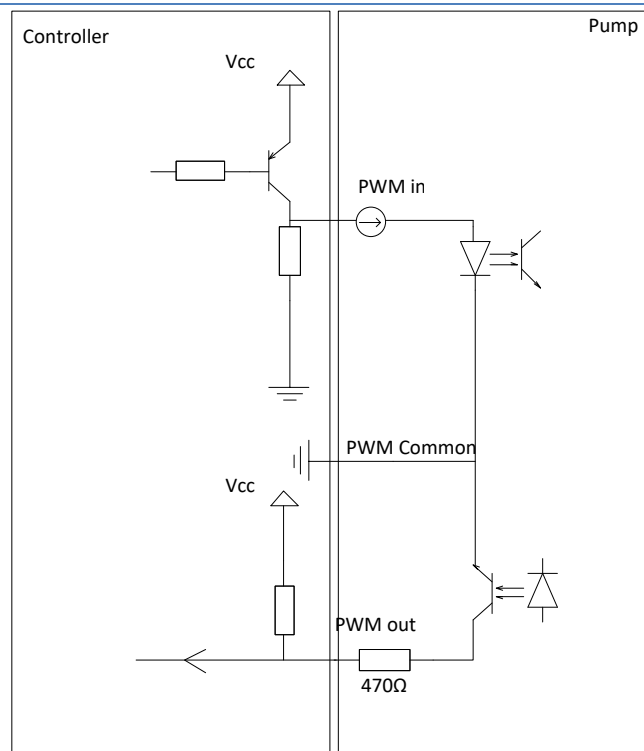 Controller
Pump
Vcc
PWM in
PWM Common
Vcc
PWM out
470Ω